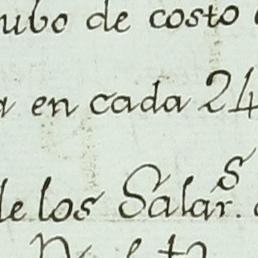 ubo de costo
en cada 24
de los Salar.s